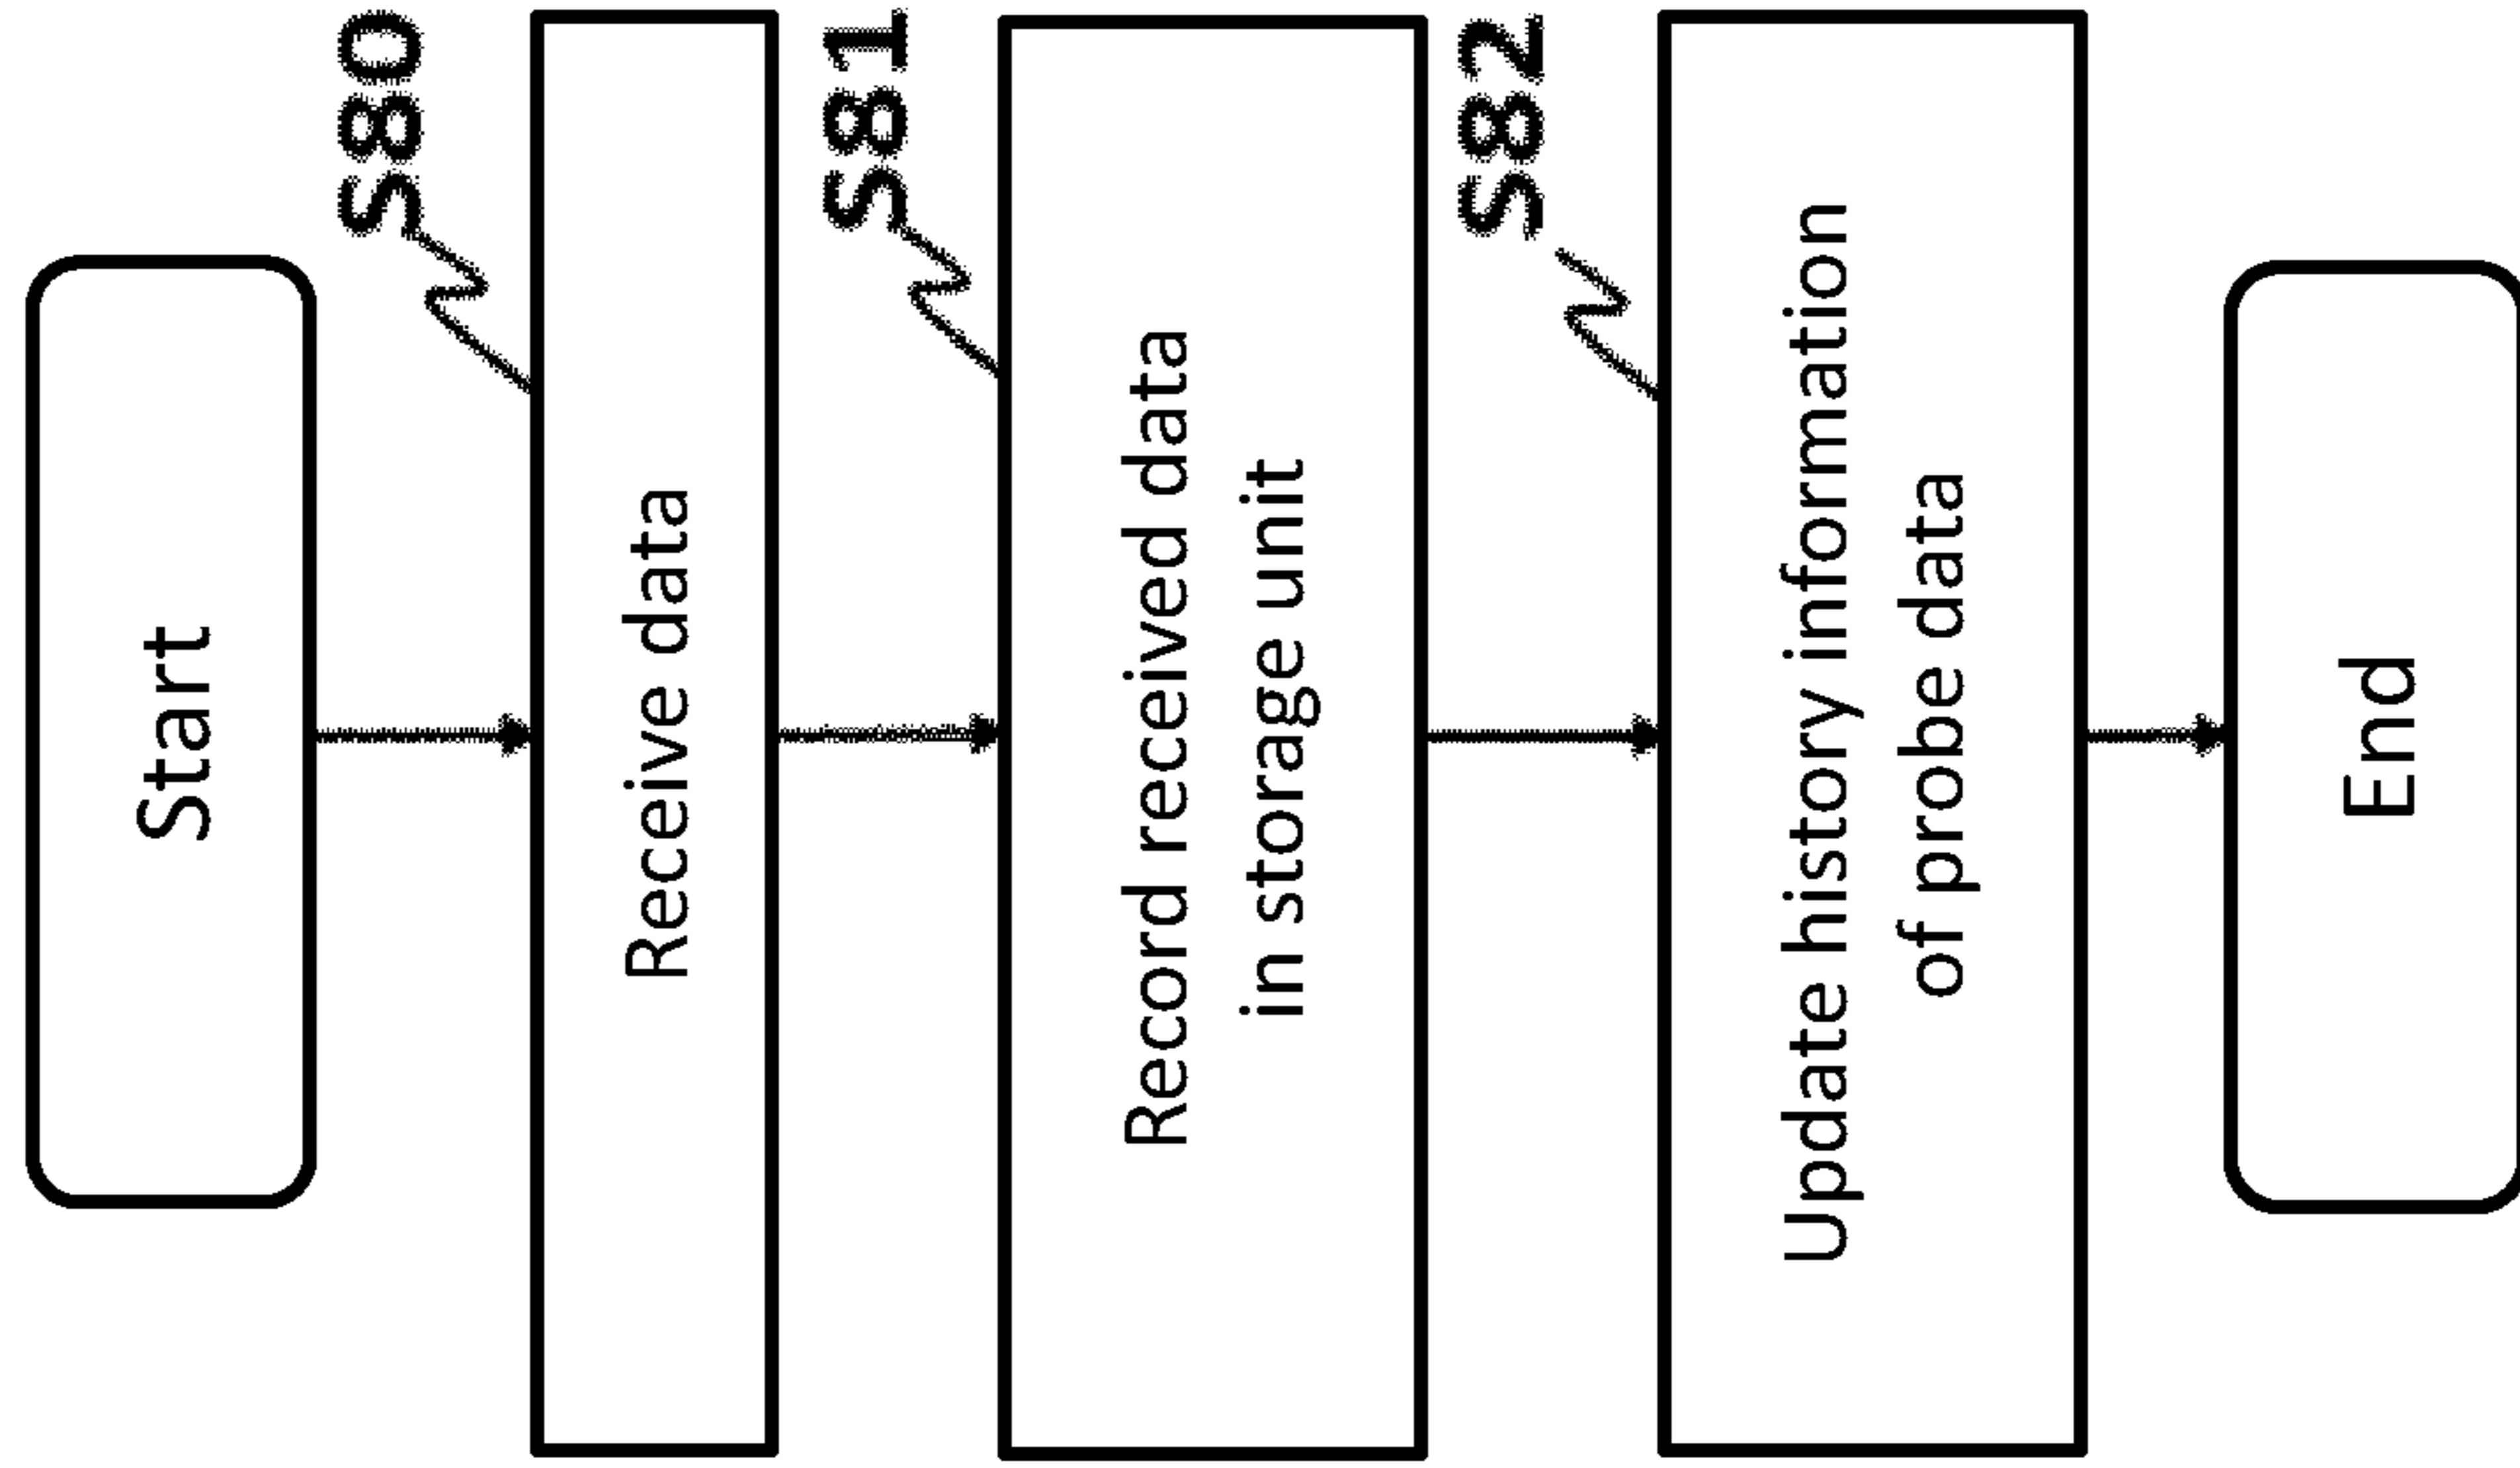 Start
S80
Receive data
S81
Record received data
in storage unit
S82
Update history information
of probe data
End